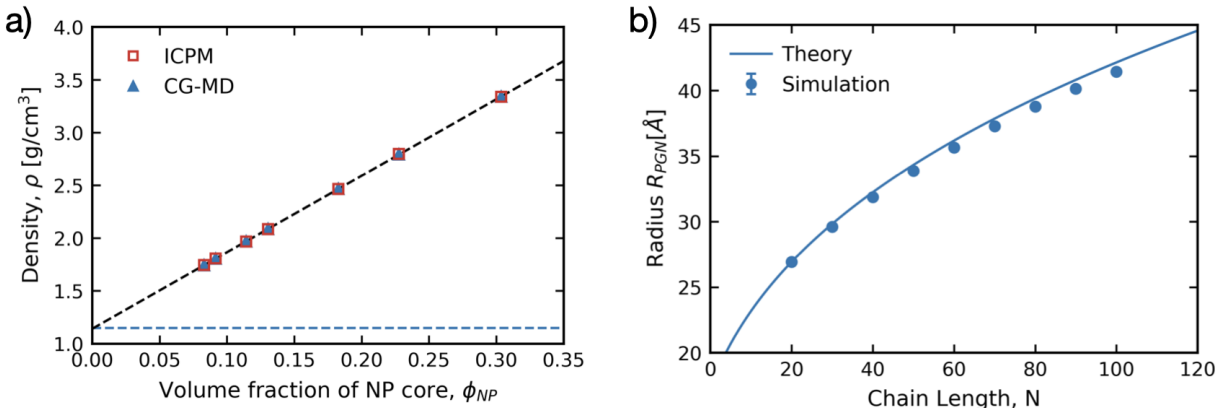 a)
4.0
3.5
3.0
2.5
2.0
1.5
1.0
Density, ρ [g/cm³]
ICPM
CG-MD
0.00 0.05 0.10 0.15 0.20 0.25 0.30 0.35
Volume fraction of NP core, ϕNP
b)
45
40
35
30
25
20
Radius RPGN[Å]
Theory
Simulation
0 20 40 60 80 100 120
Chain Length, N